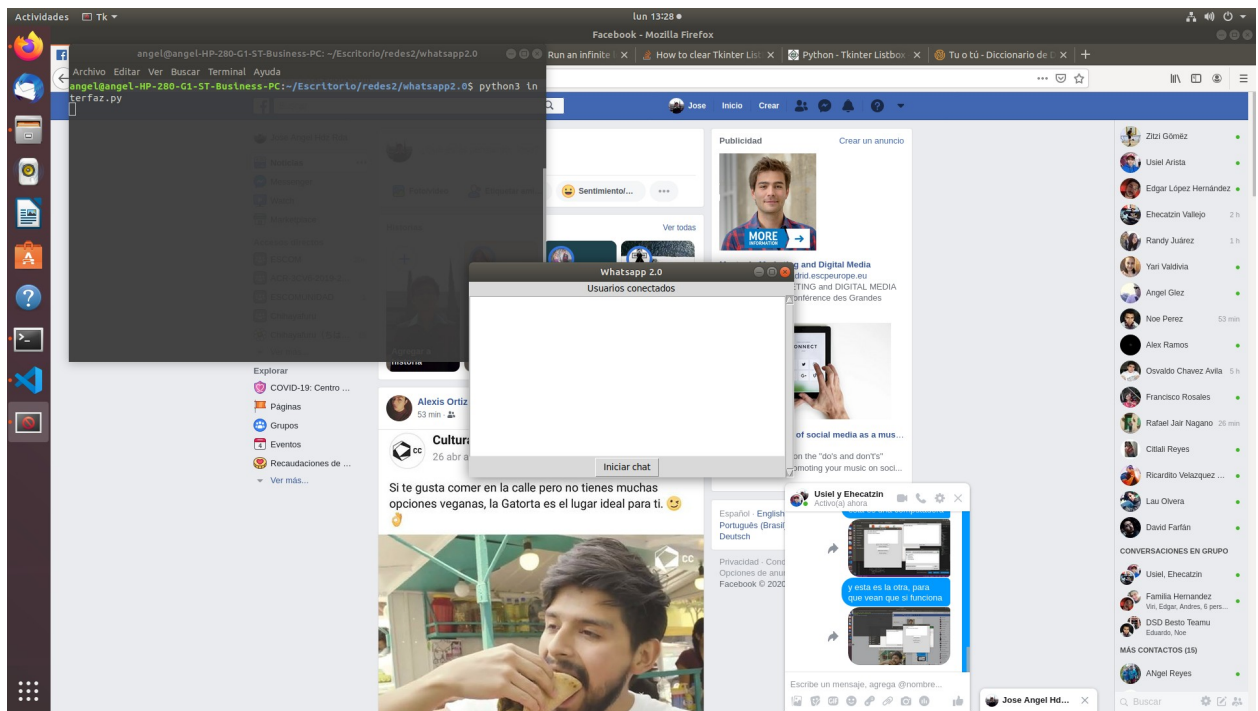 Actividades
Tk
lun 13:28
Facebook - Mozilla Firefox
angel@angel-HP-280-G1-ST-Business-PC: ~/Escritorio/redes2/whatsapp2.0
Run an infinite
How to clear Tkinter List
Python - Tkinter Listbox
Tu o tú - Diccionario de D
Archivo Editar Ver Buscar Terminal Ayuda
angel@angel-HP-280-G1-ST-Business-PC:~/Escritorio/redes2/whatsapp2.0$ python3 in
terfaz.py
Jose
Inicio
Crear
Sentimiento/...
Ver todas
Publicidad
Crear un anuncio
MORE
INFORMATION
g and Digital Media
drid.escpeurope.eu
TING and DIGITAL MEDIA
onférence des Grandes
Whatsapp 2.0
Usuarios conectados
Iniciar chat
historia
Explorar
COVID-19: Centro ...
Páginas
Grupos
Eventos
Recaudaciones de ...
Ver más...
Alexis Ortiz
53 min
Cultura
26 abr a
cc
Si te gusta comer en la calle pero no tienes muchas
opciones veganas, la Gatorta es el lugar ideal para ti.
cc
ONNECT
of social media as a mus...
on the "do's and don't's"
omoting your music on soci...
Español · English
Português (Brasil
Deutsch
Privacidad · Cond
Opciones de anun
Facebook © 2020
Usiel y Ehecatzin
Activo(a) ahora
y esta es la otra, para
que vean que si funciona
Escribe un mensaje, agrega @nombre...
Jose Angel Hd...
Zitzi Göméz
Usiel Arista
Edgar López Hernández
Ehecatzin Vallejo 2 h
Randy Juárez 1 h
Yari Valdivia
Angel Glez
Noe Perez 53 min
Alex Ramos
Osvaldo Chavez Avila 5 h
Francisco Rosales
Rafael Jair Nagano 26 min
Citlali Reyes
Ricardito Velazquez ...
Lau Olvera
David Farfán
CONVERSACIONES EN GRUPO
Usiel, Ehecatzin
Familia Hernandez
Viri, Edgar, Andres, 6 pers...
DSD Besto Teamu
Eduardo, Noe
MÁS CONTACTOS (15)
ANgel Reyes
Buscar